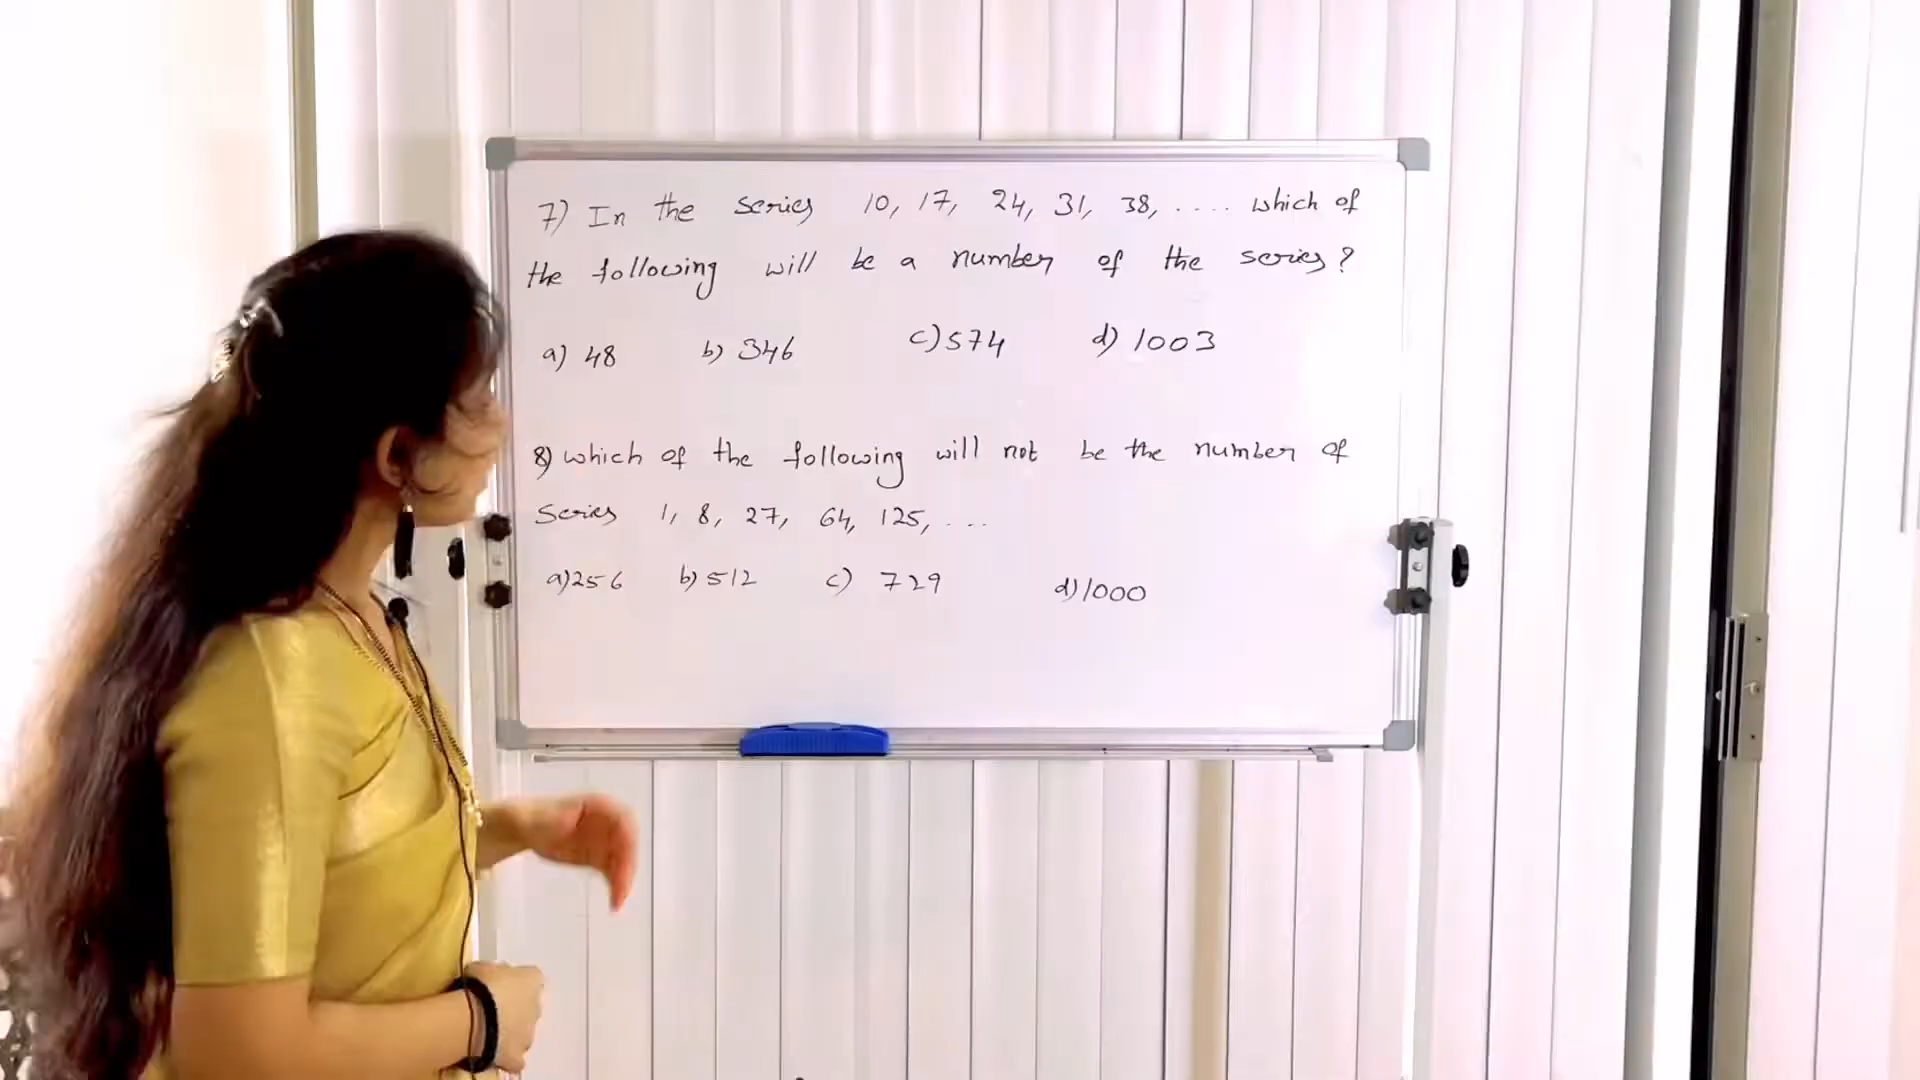 7) In the series 10, 17, 24, 31, 38, .... which of
the following will be a number of the series?
a) 48 b) 346 c) 574 d) 1003
8) which of the following will not be the number of
series 1, 8, 27, 64, 125, ...
a) 256 b) 512 c) 729 d) 1000